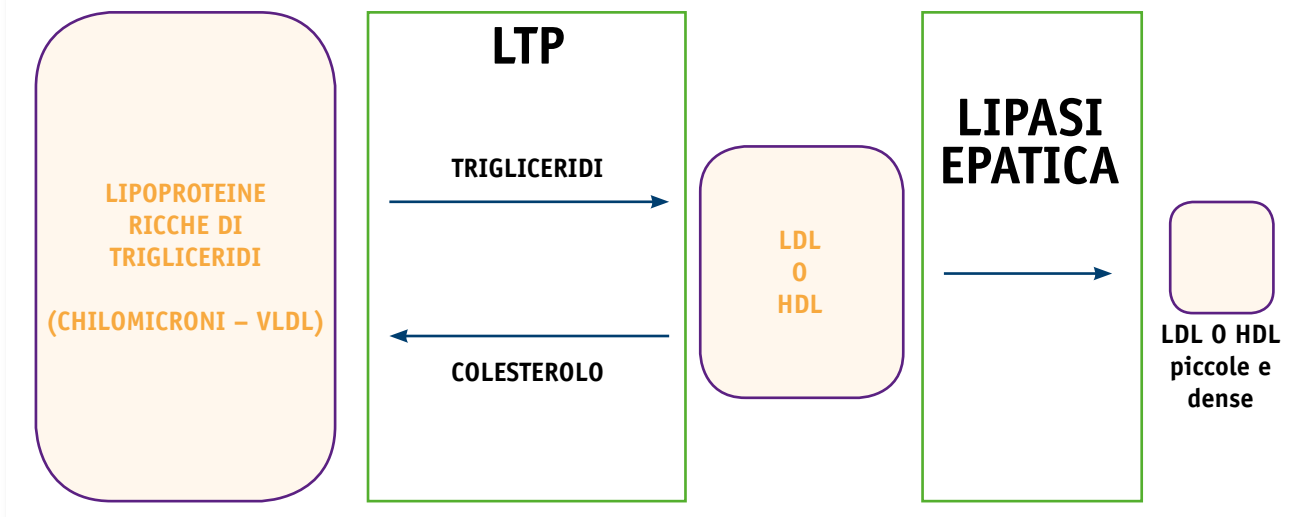 LIPOPROTEINE
RICCHE DI
TRIGLICERIDI
(CHILOMICRONI – VLDL)
LTP
TRIGLICERIDI
COLESTEROLO
LDL
O
HDL
LIPASI
EPATICA
LDL O HDL
piccole e
dense